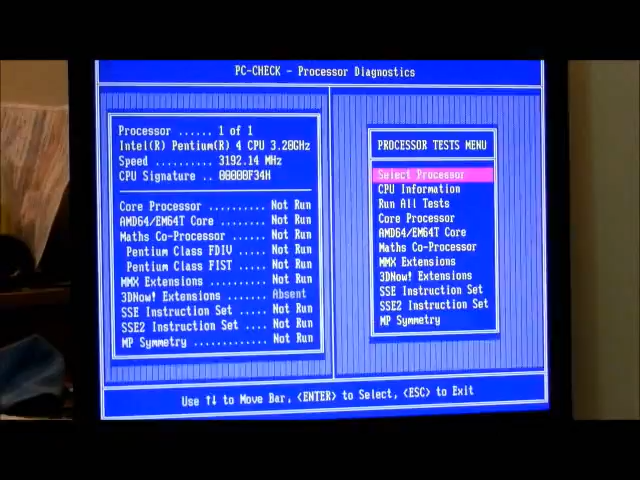 PC-CHECK - Processor Diagnostics
Processor ...... 1 of 1
Intel(R) Pentium(R) 4 CPU 3.20GHz
Speed .......... 3192.14 MHz
CPU Signature .. 00000F34H
Core Processor .......... Not Run
AMD64/EM64T Core ........ Not Run
Maths Co-Processor ...... Not Run
Pentium Class FDIV ..... Not Run
Pentium Class FIST ..... Not Run
MMX Extensions .......... Not Run
3DNow! Extensions ....... Absent
SSE Instruction Set ..... Not Run
SSE2 Instruction Set .... Not Run
MP Symmetry ............. Not Run
PROCESSOR TESTS MENU
Select Processor
CPU Information
Run All Tests
Core Processor
AMD64/EM64T Core
Maths Co-Processor
MMX Extensions
3DNow! Extensions
SSE Instruction Set
SSE2 Instruction Set
MP Symmetry
Use ↑↓ to Move Bar, <ENTER> to Select, <ESC> to Exit